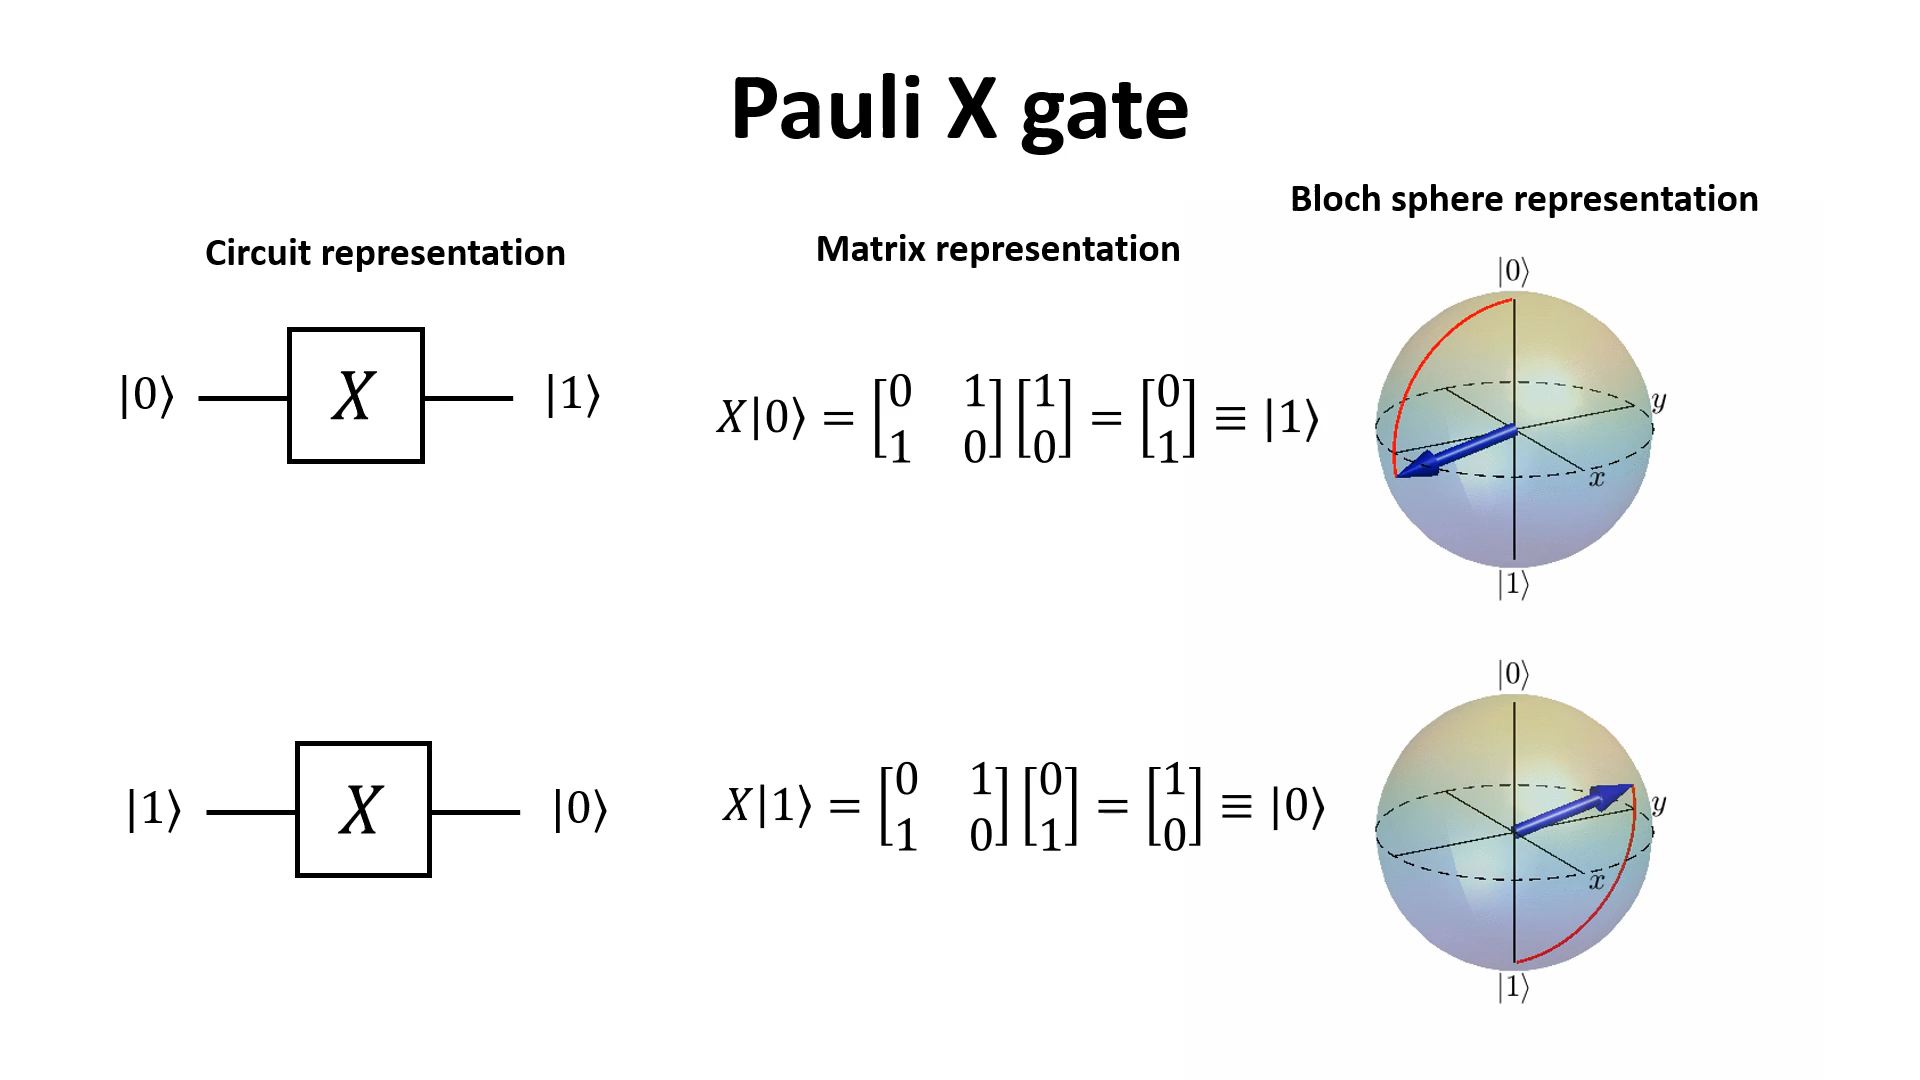 Pauli X gate
Circuit representation
Matrix representation
Bloch sphere representation
|0⟩ X |1⟩
X|0⟩ = [0 1; 1 0] [1; 0] = [0; 1] ≡ |1⟩
|0⟩
y
x
|1⟩
|1⟩ X |0⟩
X|1⟩ = [0 1; 1 0] [0; 1] = [1; 0] ≡ |0⟩
|0⟩
y
x
|1⟩